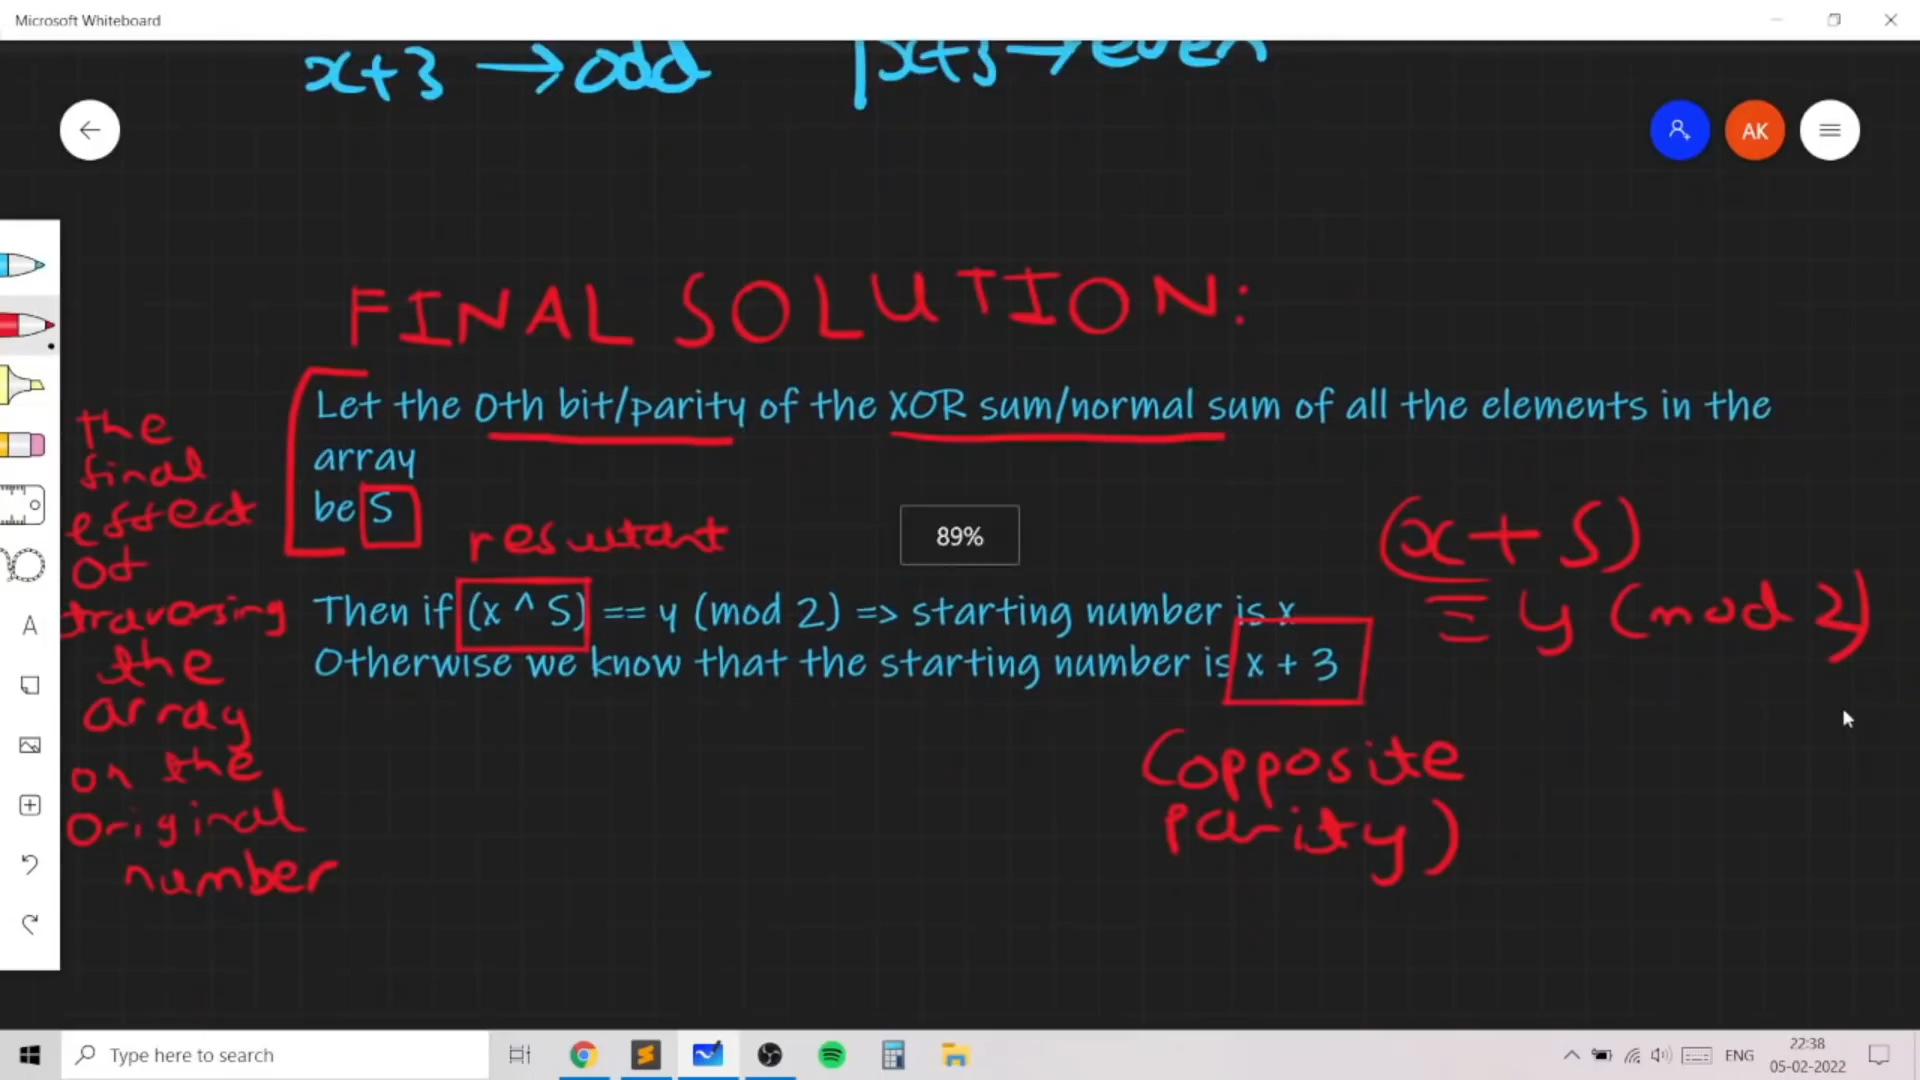 Microsoft Whiteboard
x+3 → odd
x+3 → even
AK
FINAL SOLUTION:
Let the 0th bit/parity of the XOR sum/normal sum of all the elements in the
array
be S
resultant
89%
(x + S)
≡ y (mod 2)
Then if (x ^ S) == y (mod 2) => starting number is x
Otherwise we know that the starting number is x + 3
(opposite
parity)
the
final
effect
of
traversing
the
array
on the
original
number
A
Type here to search
ENG
22:38
05-02-2022